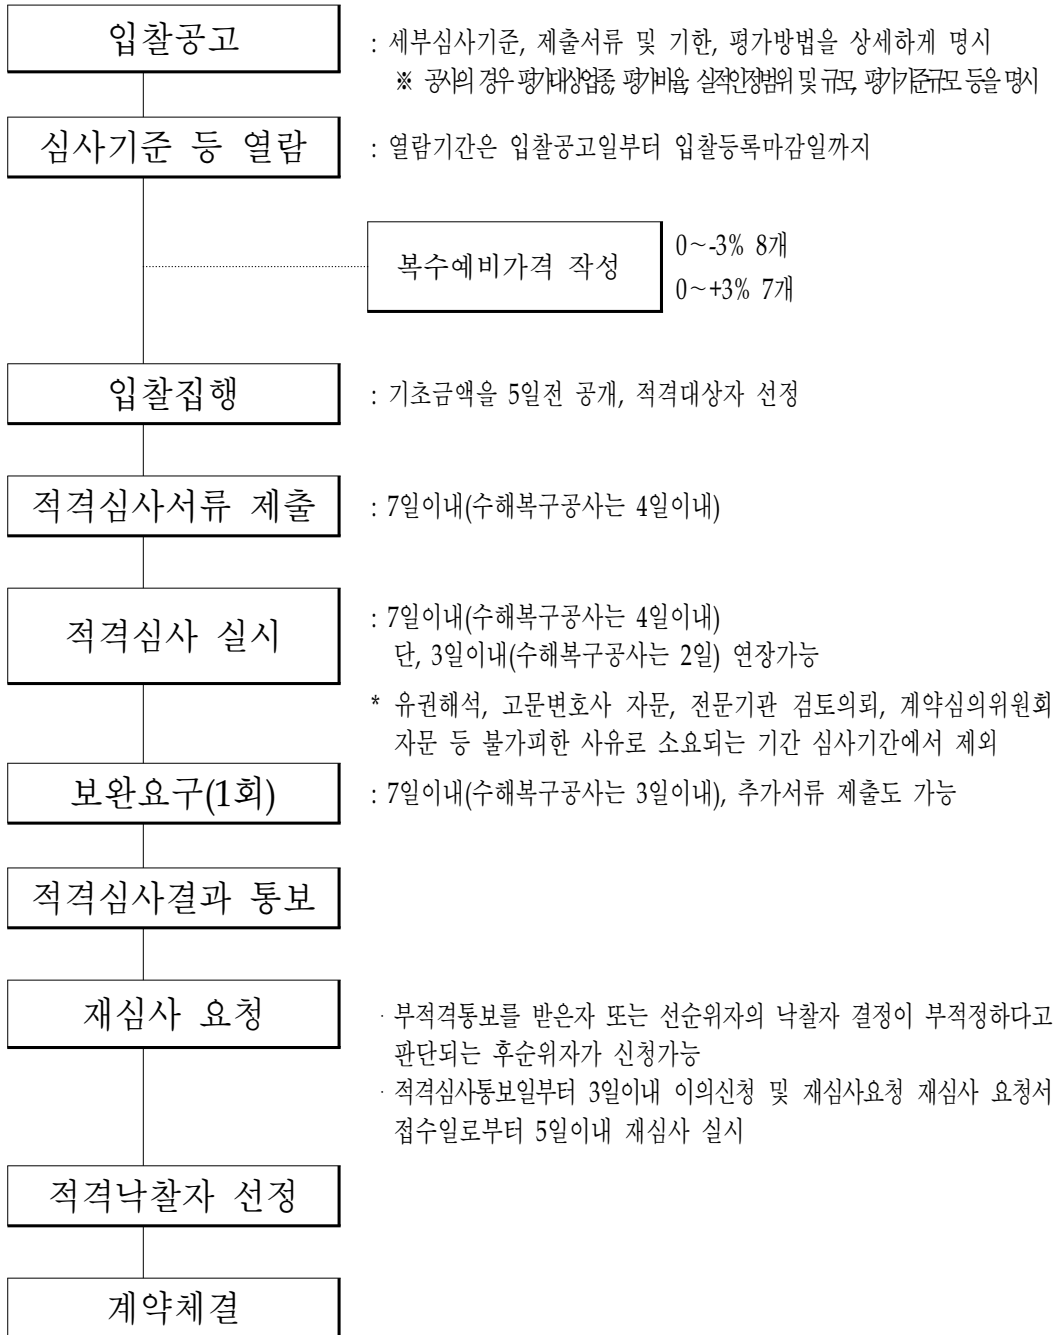 입찰공고
: 세부심사기준, 제출서류 및 기한, 평가방법을 상세하게 명시
※ 공사의 경우 평가대상업종, 평가비율, 실적인정범위 및 규모, 평가기준규모 등을 명시
심사기준 등 열람
: 열람기간은 입찰공고일부터 입찰등록마감일까지
복수예비가격 작성
0~-3% 8개
0~+3% 7개
입찰집행
: 기초금액을 5일전 공개, 적격대상자 선정
적격심사서류 제출
: 7일이내(수해복구공사는 4일이내)
적격심사 실시
: 7일이내(수해복구공사는 4일이내)
단, 3일이내(수해복구공사는 2일) 연장가능
* 유권해석, 고문변호사 자문, 전문기관 검토의뢰, 계약심의위원회
자문 등 불가피한 사유로 소요되는 기간 심사기간에서 제외
보완요구(1회)
: 7일이내(수해복구공사는 3일이내), 추가서류 제출도 가능
적격심사결과 통보
재심사 요청
· 부적격통보를 받은자 또는 선순위자의 낙찰자 결정이 부적정하다고
판단되는 후순위자가 신청가능
· 적격심사통보일부터 3일이내 이의신청 및 재심사요청 재심사 요청서
접수일로부터 5일이내 재심사 실시
적격낙찰자 선정
계약체결